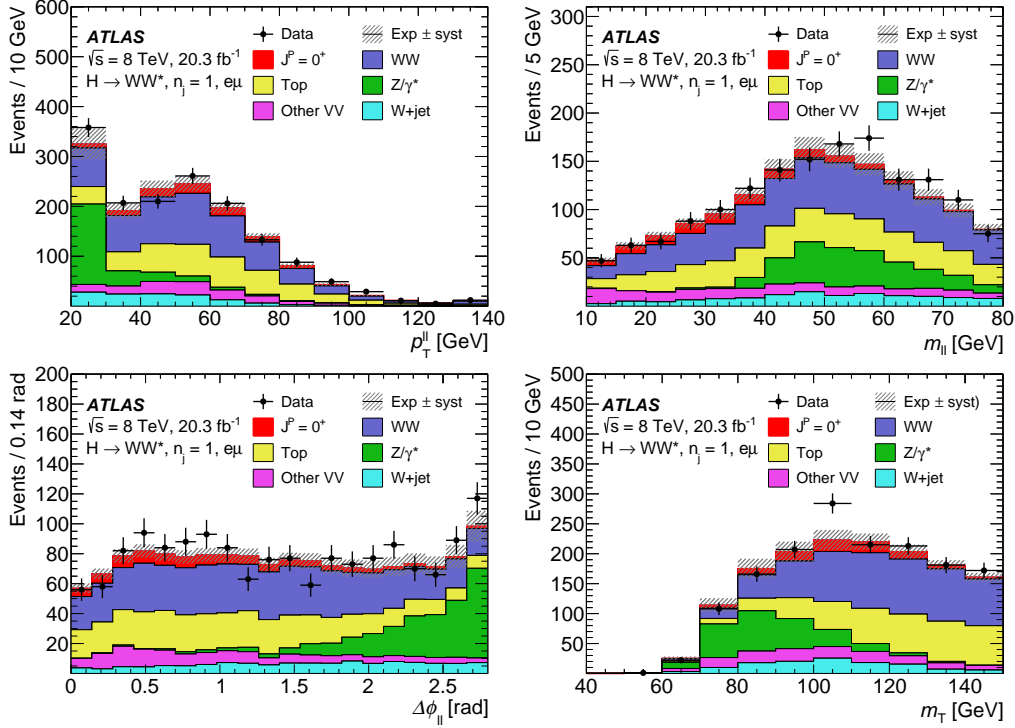 Events / 10 GeV
600
500
400
300
200
100
ATLAS
√s = 8 TeV, 20.3 fb⁻¹
H → WW*, nj = 1, eμ
Data
Exp ± syst
Jᴾ = 0⁺
WW
Top
Z/γ*
Other VV
W+jet
20 40 60 80 100 120 140
pTll [GeV]
Events / 5 GeV
300
250
200
150
100
50
ATLAS
√s = 8 TeV, 20.3 fb⁻¹
H → WW*, nj = 1, eμ
Data
Exp ± syst
Jᴾ = 0⁺
WW
Top
Z/γ*
Other VV
W+jet
10 20 30 40 50 60 70 80
mll [GeV]
Events / 0.14 rad
200
180
160
140
120
100
80
60
40
20
ATLAS
√s = 8 TeV, 20.3 fb⁻¹
H → WW*, nj = 1, eμ
Data
Exp ± syst
Jᴾ = 0⁺
WW
Top
Z/γ*
Other VV
W+jet
0 0.5 1 1.5 2 2.5
Δϕll [rad]
Events / 10 GeV
500
450
400
350
300
250
200
150
100
50
ATLAS
√s = 8 TeV, 20.3 fb⁻¹
H → WW*, nj = 1, eμ
Data
Exp ± syst)
Jᴾ = 0⁺
WW
Top
Z/γ*
Other VV
W+jet
40 60 80 100 120 140
mT [GeV]